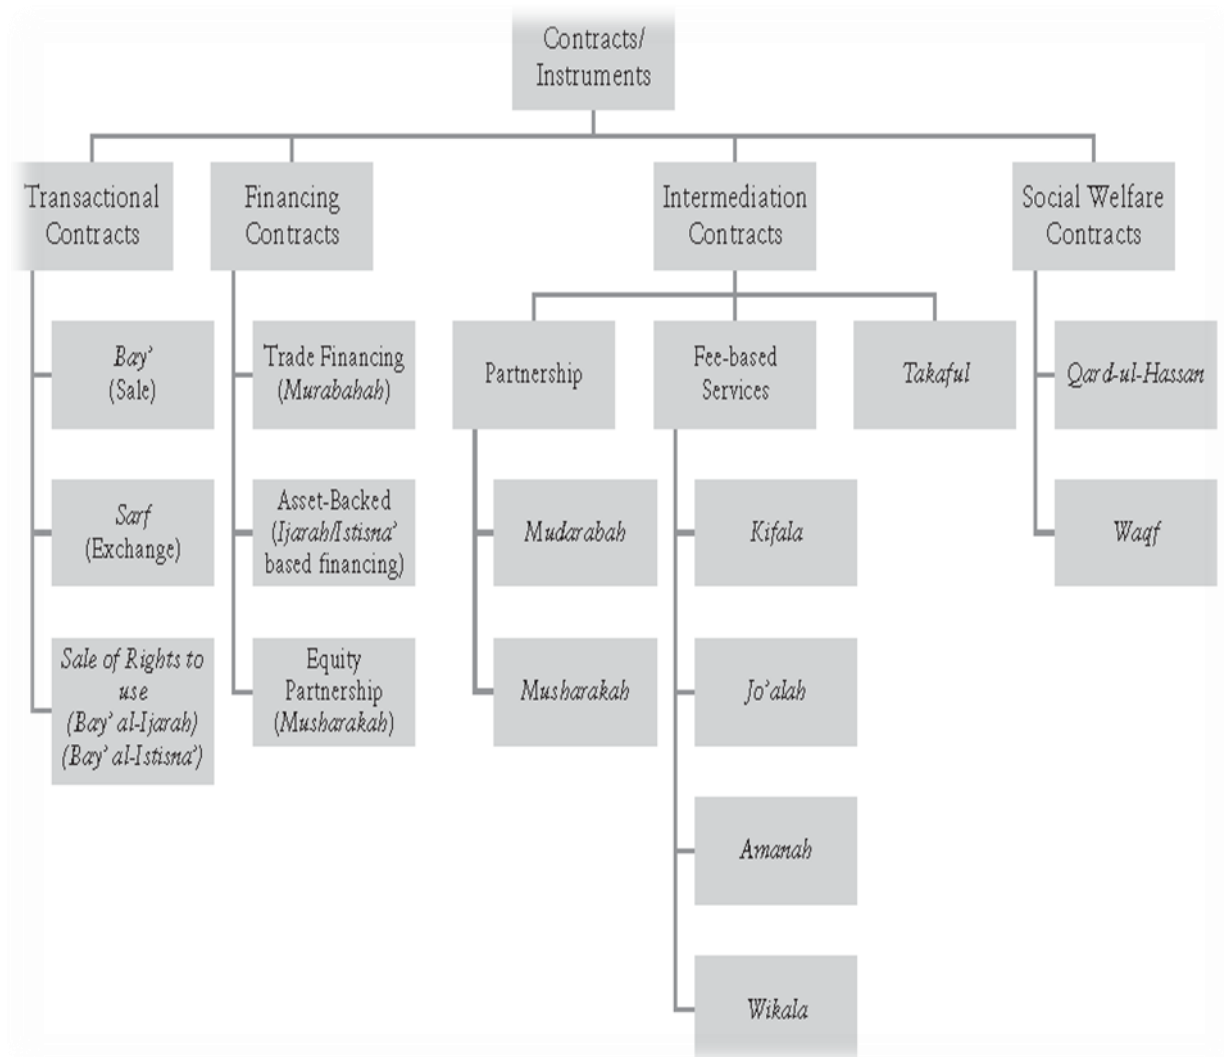 Contracts/
Instruments
Transactional
Contracts
Financing
Contracts
Intermediation
Contracts
Social Welfare
Contracts
Bay’
(Sale)
Sarf
(Exchange)
Sale of Rights to
use
(Bay’ al-Ijarah)
(Bay’ al-Istisna’)
Trade Financing
(Murabahah)
Asset-Backed
(Ijarah/Istisna’
based financing)
Equity
Partnership
(Musharakah)
Partnership
Mudarabah
Musharakah
Fee-based
Services
Kifala
Jo’alah
Amanah
Wikala
Takaful
Qard-ul-Hassan
Waqf